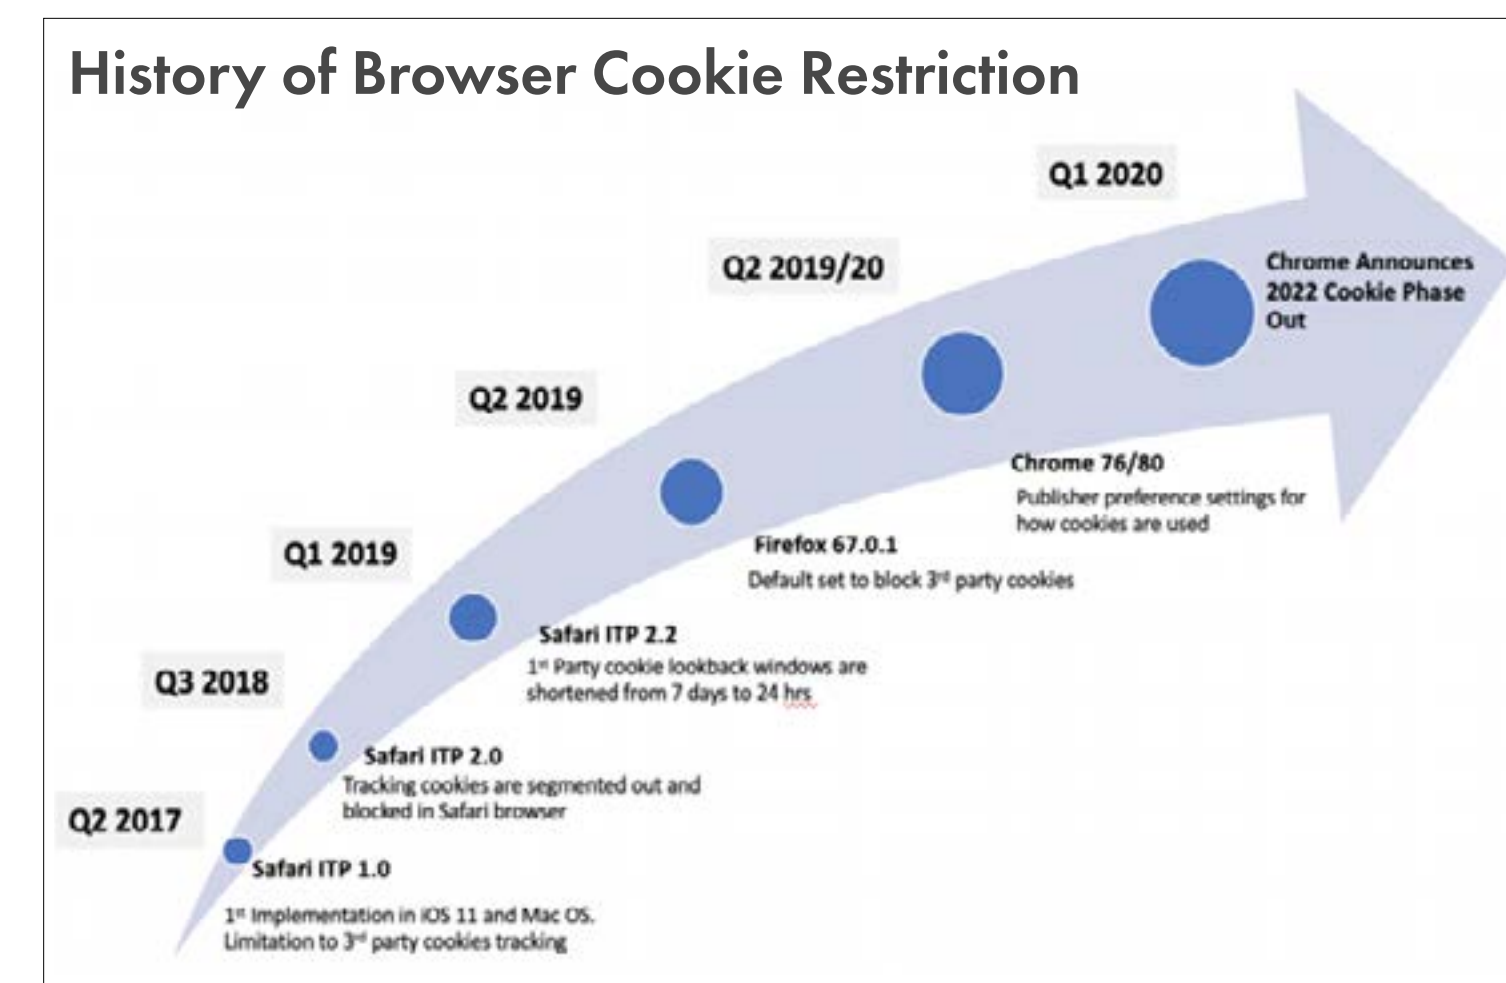 History of Browser Cookie Restriction
Q1 2020
Chrome Announces
2022 Cookie Phase
Out
Q2 2019/20
Chrome 76/80
Publisher preference settings for
how cookies are used
Q2 2019
Firefox 67.0.1
Default set to block 3rd party cookies
Q1 2019
Safari ITP 2.2
1st Party cookie lookback windows are
shortened from 7 days to 24 hrs
Q3 2018
Safari ITP 2.0
Tracking cookies are segmented out and
blocked in Safari browser
Q2 2017
Safari ITP 1.0
1st Implementation in iOS 11 and Mac OS.
Limitation to 3rd party cookies tracking